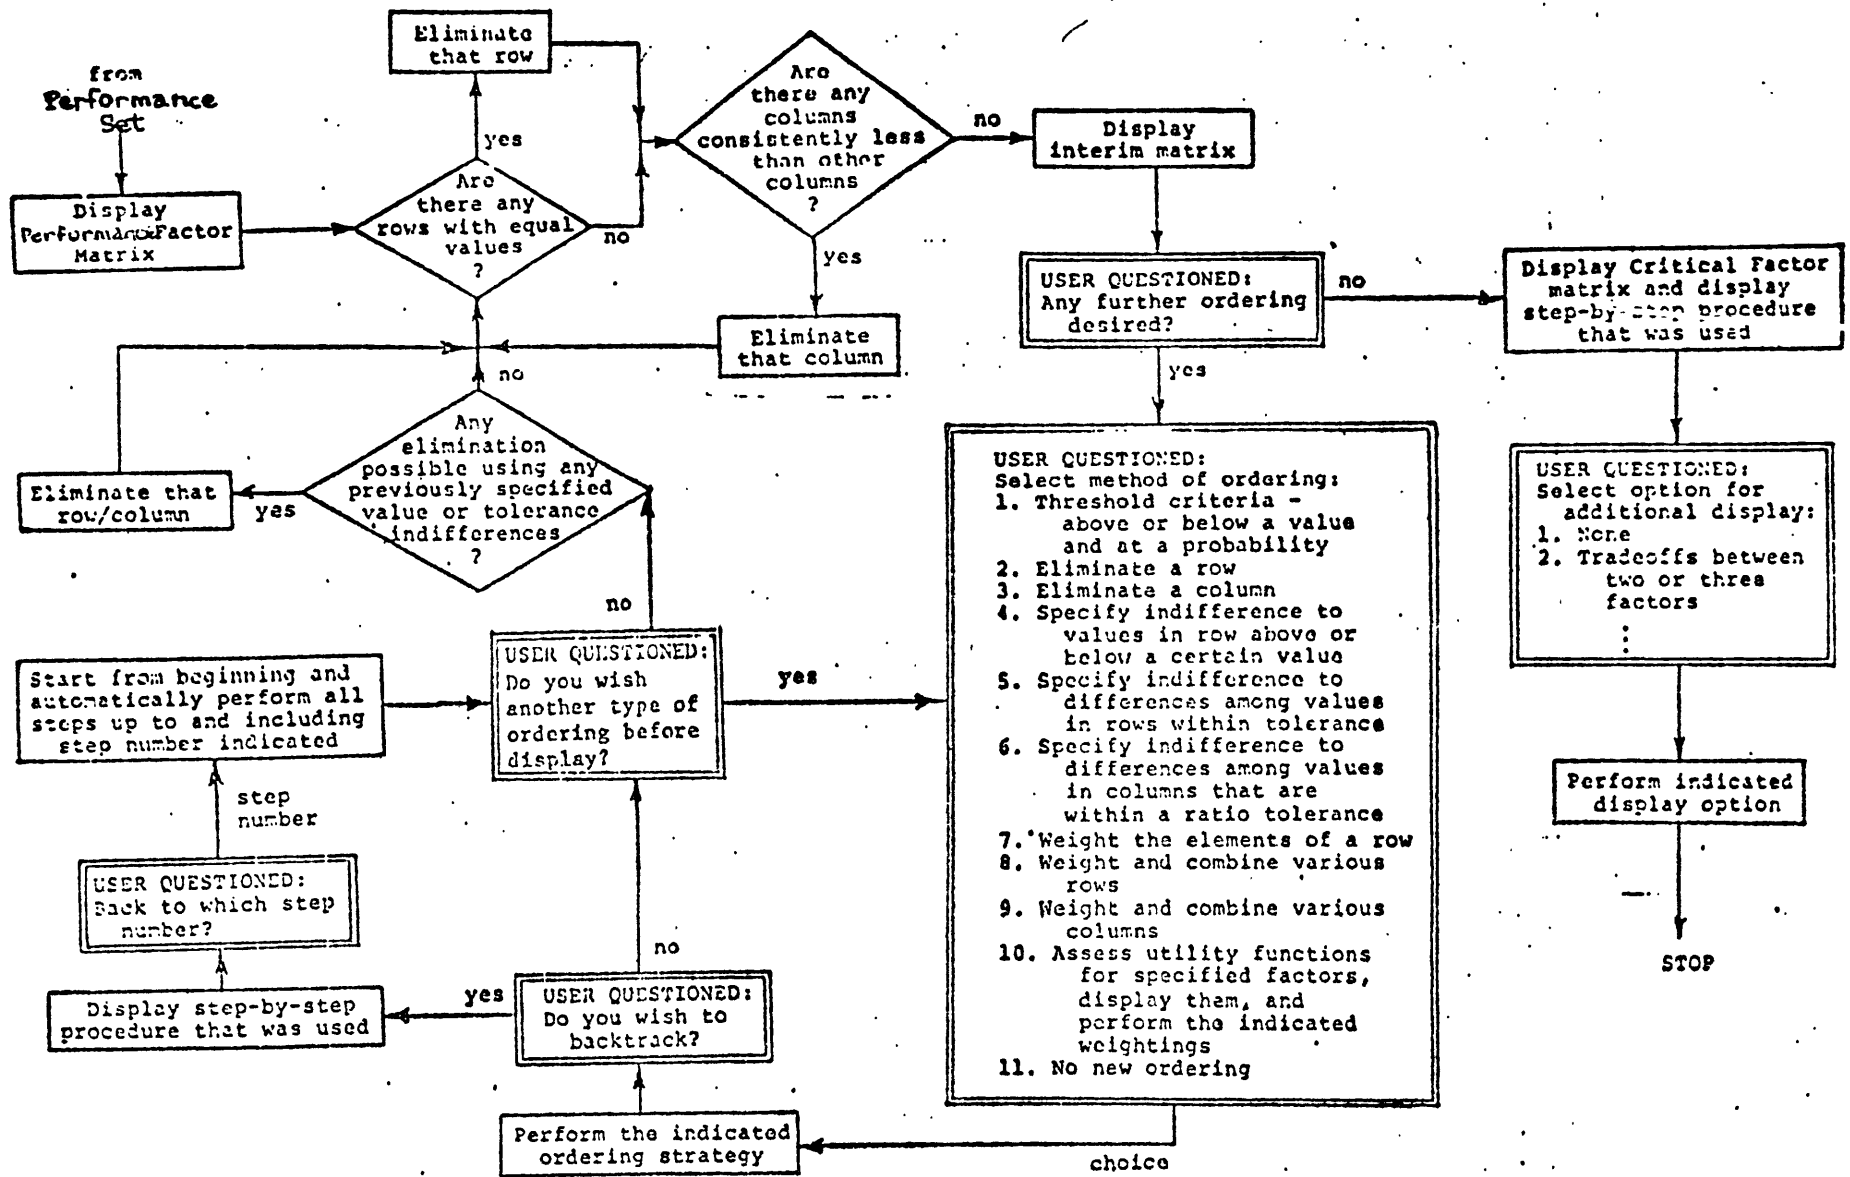 from
Performance
Set
Display
Performance Factor
Matrix
Eliminate
that row
yes
Are
there any
rows with equal
values
?
no
Are
there any
columns
consistently less
than other
columns
?
no
yes
Display
interim matrix
Eliminate
that column
USER QUESTIONED:
Any further ordering
desired?
no
yes
Display Critical Factor
matrix and display
step-by-step procedure
that was used
no
Any
elimination
possible using any
previously specified
value or tolerance
indifferences
?
yes
Eliminate that
row/column
no
USER QUESTIONED:
Select method of ordering:
1. Threshold criteria -
above or below a value
and at a probability
2. Eliminate a row
3. Eliminate a column
4. Specify indifference to
values in row above or
below a certain value
5. Specify indifference to
differences among values
in rows within tolerance
6. Specify indifference to
differences among values
in columns that are
within a ratio tolerance
7. Weight the elements of a row
8. Weight and combine various
rows
9. Weight and combine various
columns
10. Assess utility functions
for specified factors,
display them, and
perform the indicated
weightings
11. No new ordering
USER QUESTIONED:
Select option for
additional display:
1. None
2. Tradeoffs between
two or three
factors
Perform indicated
display option
STOP
Start from beginning and
automatically perform all
steps up to and including
step number indicated
USER QUESTIONED:
Do you wish
another type of
ordering before
display?
yes
step
number
USER QUESTIONED:
Back to which step
number?
no
Display step-by-step
procedure that was used
yes
USER QUESTIONED:
Do you wish to
backtrack?
Perform the indicated
ordering strategy
choice